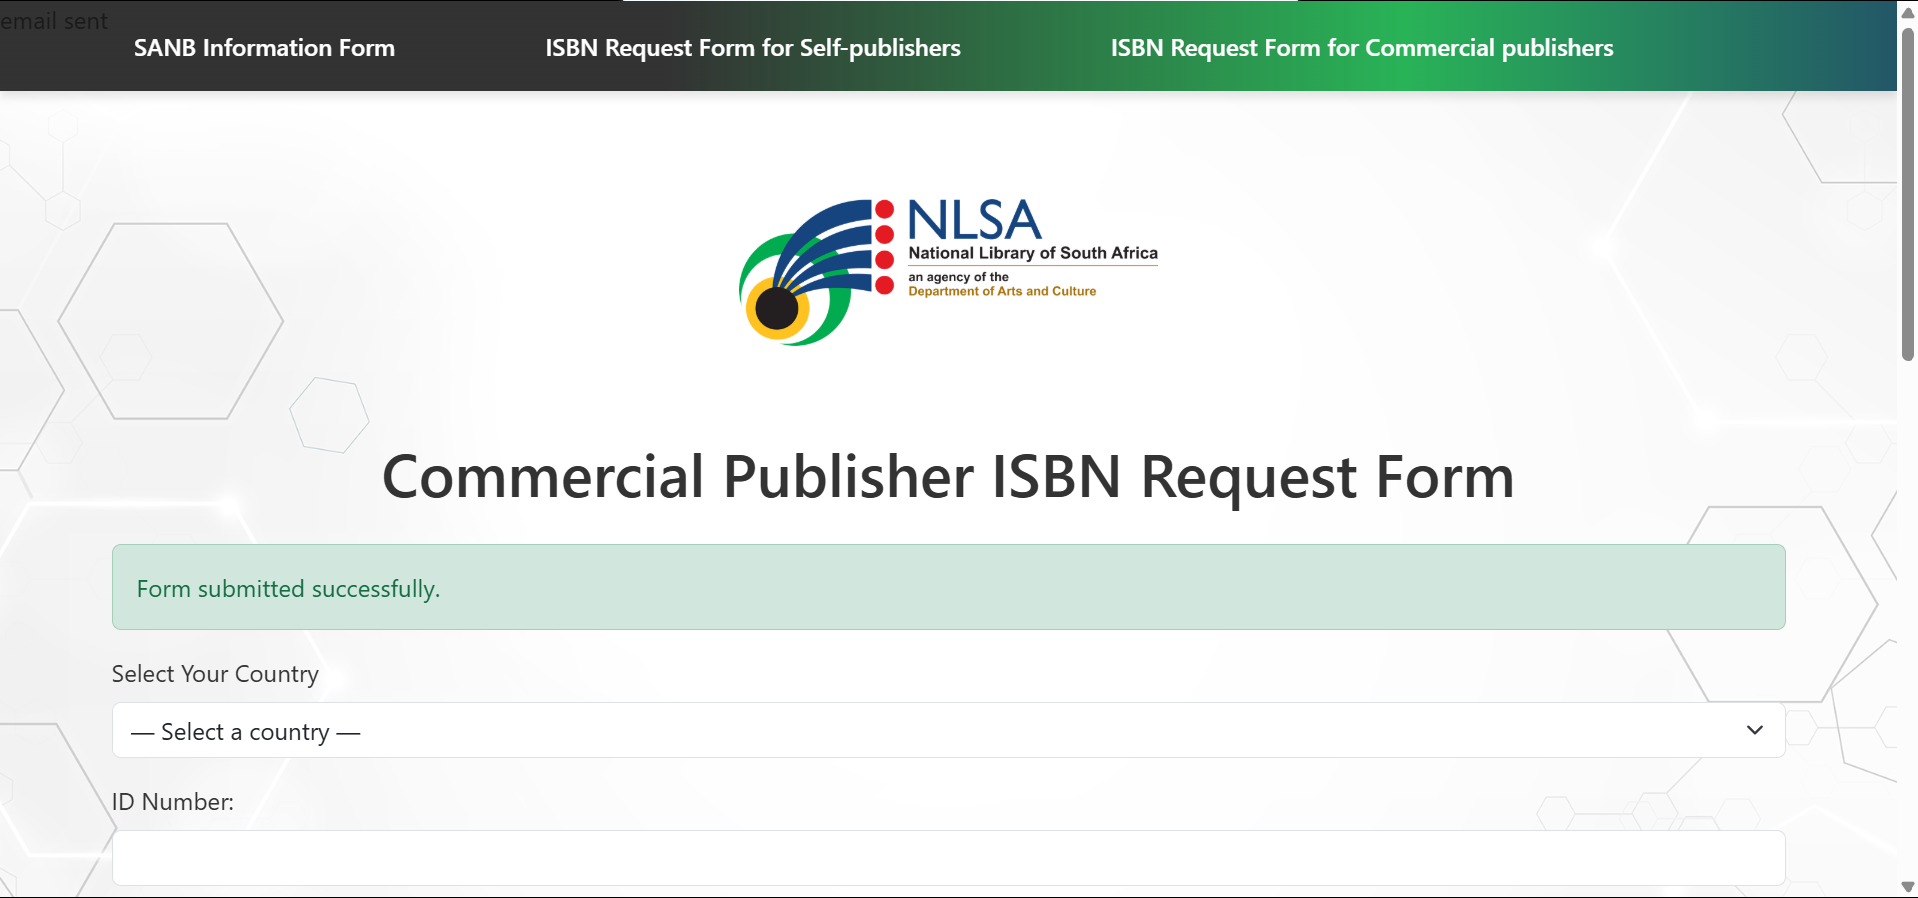 email sent
SANB Information Form
ISBN Request Form for Self-publishers
ISBN Request Form for Commercial publishers
NLSA
National Library of South Africa
an agency of the
Department of Arts and Culture
Commercial Publisher ISBN Request Form
Form submitted successfully.
Select Your Country
— Select a country —
ID Number: